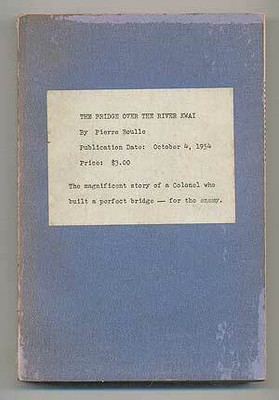 THE BRIDGE OVER THE RIVER KWAI
By Pierre Boulle
Publication Date: October 4, 1954
Price: $3.00
The magnificent story of a Colonel who
built a perfect bridge — for the enemy.